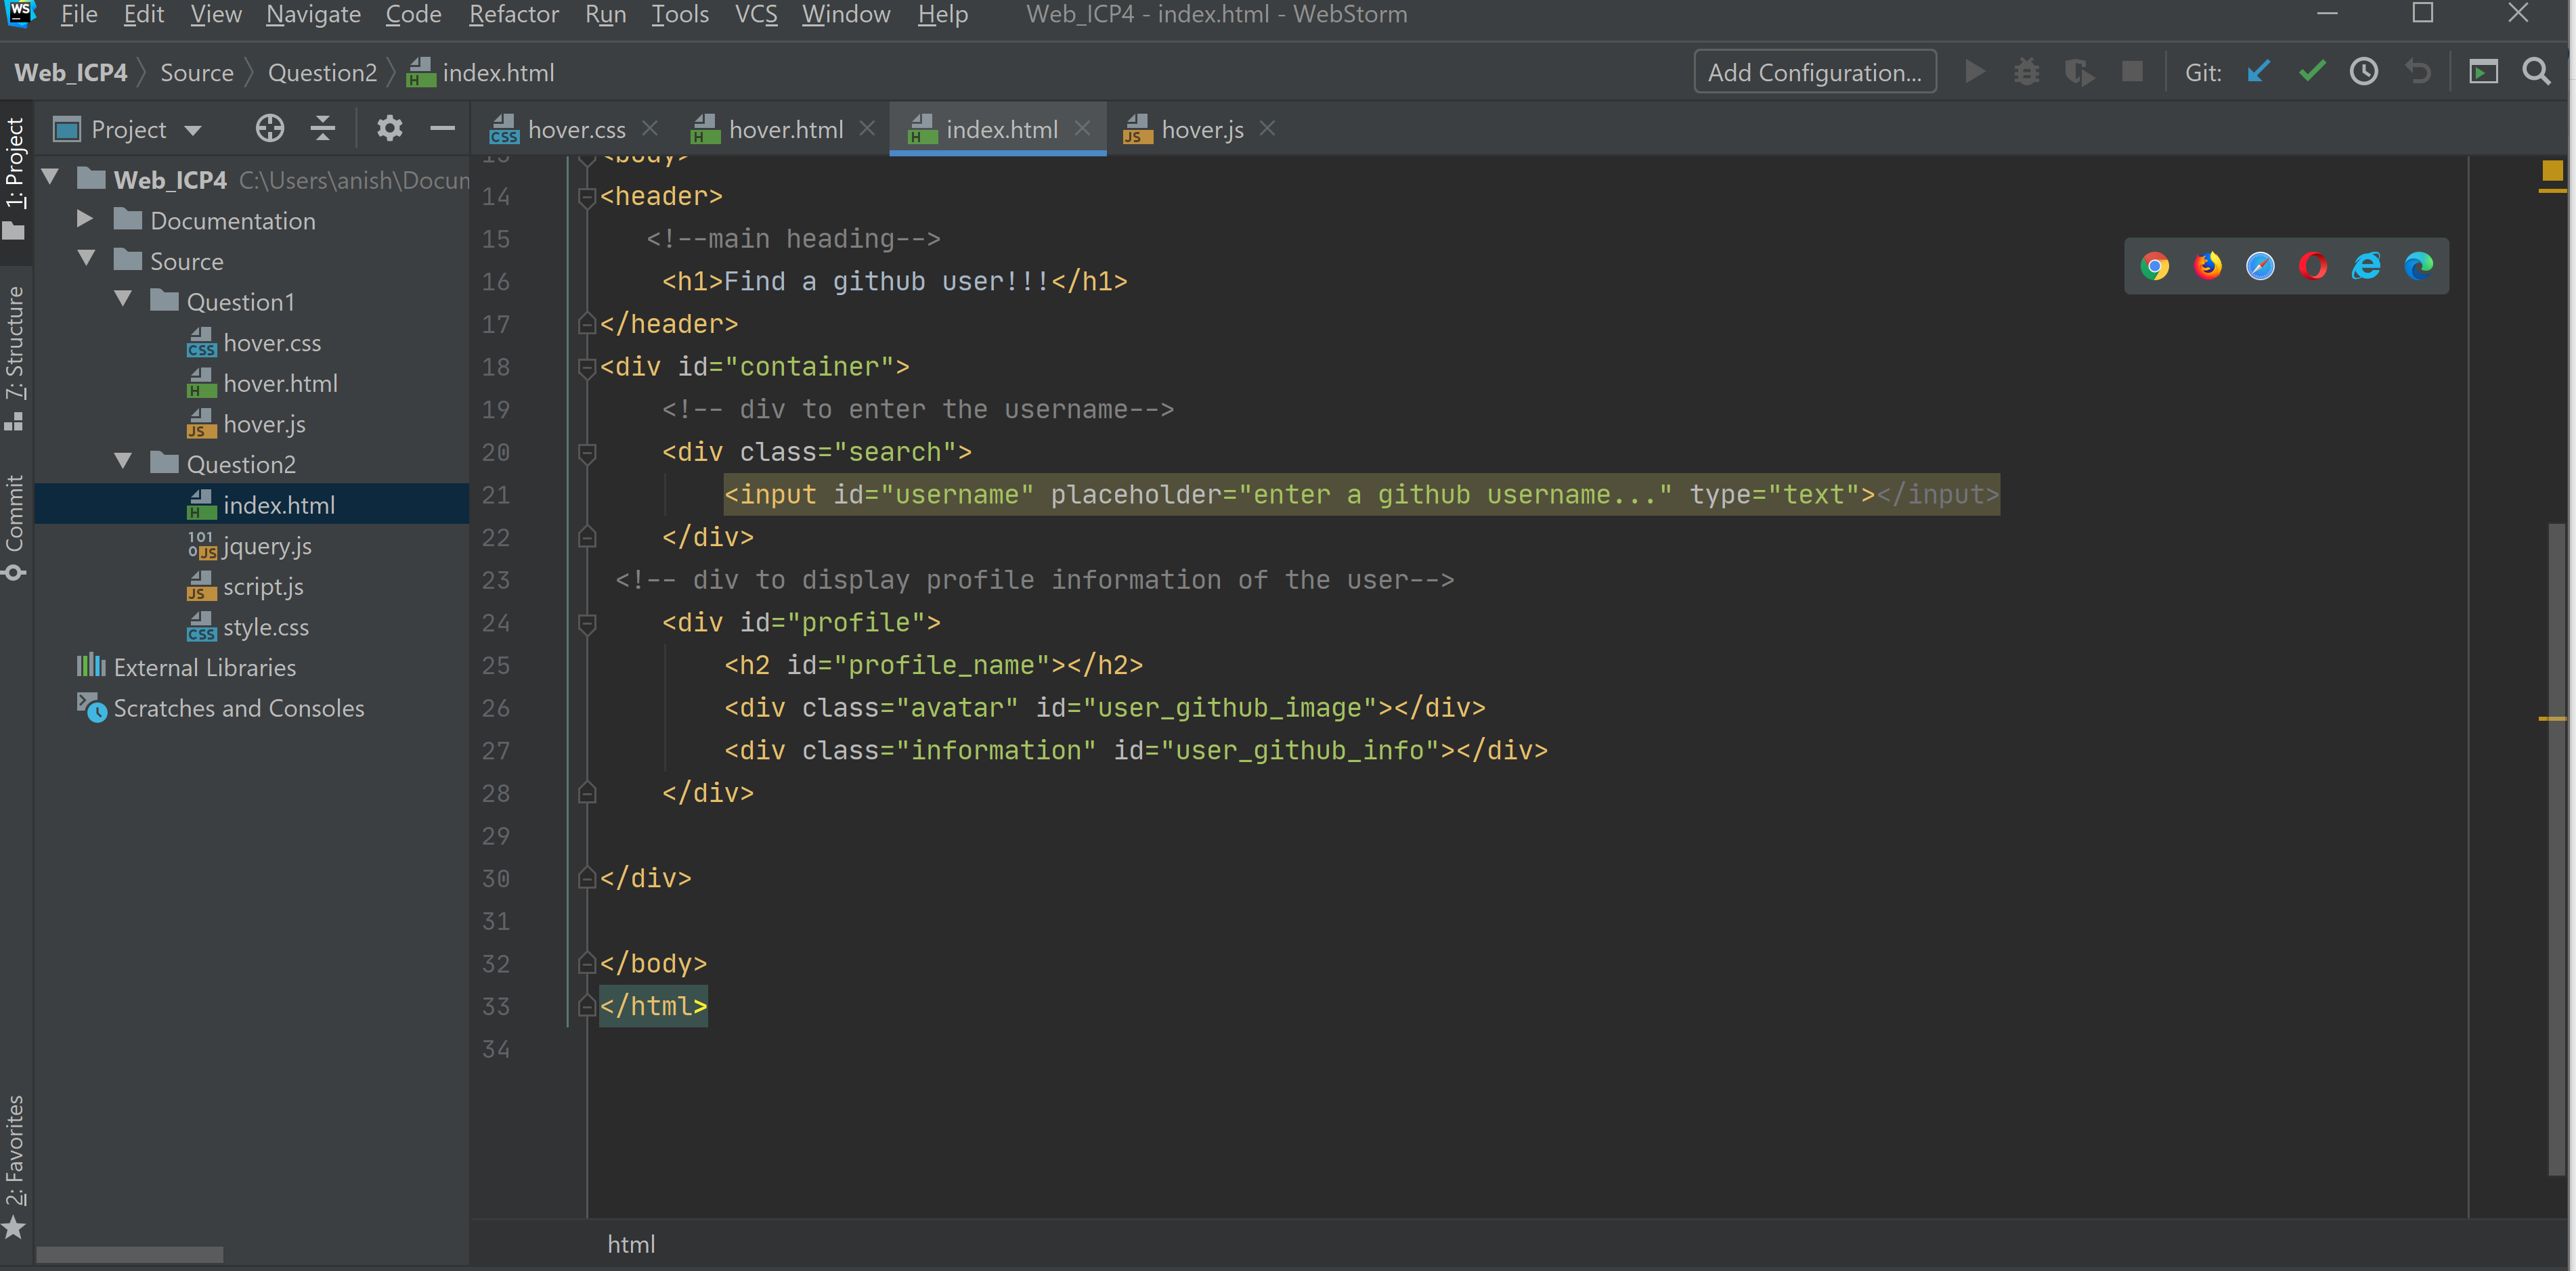 WS File Edit View Navigate Code Refactor Run Tools VCS Window Help Web_ICP4 - index.html - WebStorm
Web_ICP4 Source Question2 index.html Add Configuration... Git:
1: Project
7: Structure
Commit
2: Favorites
Project
Web_ICP4 C:\Users\anish\Docum
Documentation
Source
Question1
hover.css
hover.html
hover.js
Question2
index.html
jquery.js
script.js
style.css
External Libraries
Scratches and Consoles
hover.css hover.html index.html hover.js
13 <body>
14 <header>
15 <!--main heading-->
16 <h1>Find a github user!!!</h1>
17 </header>
18 <div id="container">
19 <!-- div to enter the username-->
20 <div class="search">
21 <input id="username" placeholder="enter a github username..." type="text"></input>
22 </div>
23 <!-- div to display profile information of the user-->
24 <div id="profile">
25 <h2 id="profile_name"></h2>
26 <div class="avatar" id="user_github_image"></div>
27 <div class="information" id="user_github_info"></div>
28 </div>
29
30 </div>
31
32 </body>
33 </html>
34
html